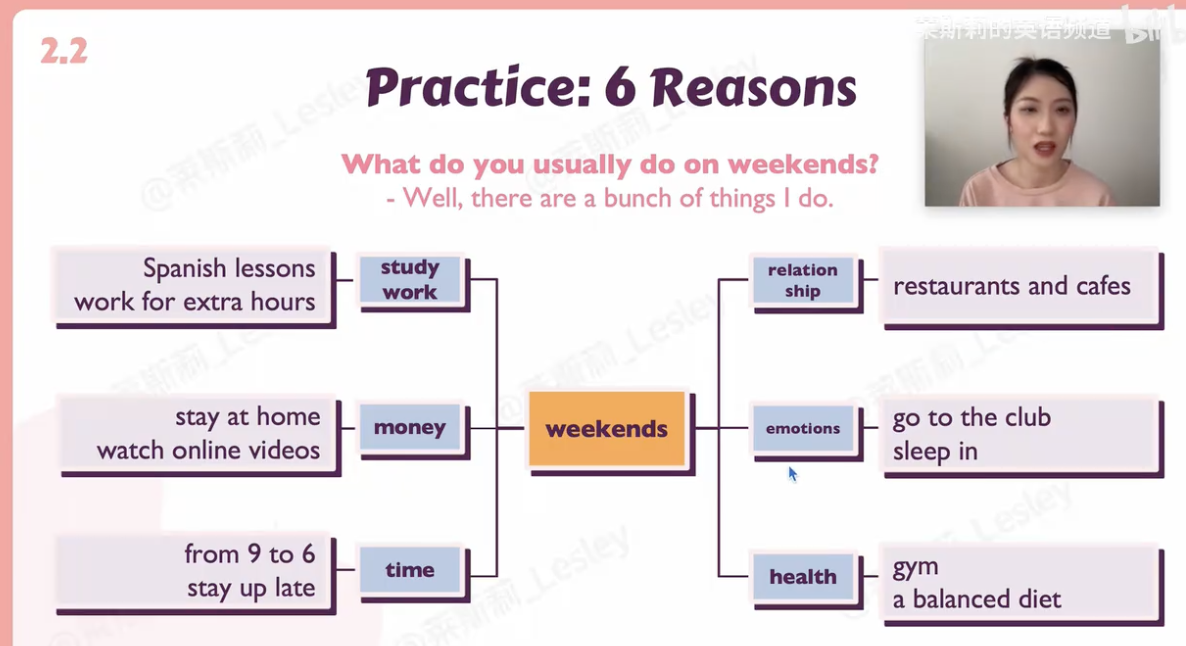 莱斯莉的英语频道 bilibili
2.2
Practice: 6 Reasons
What do you usually do on weekends?
- Well, there are a bunch of things I do.
Spanish lessons
work for extra hours
study
work
stay at home
watch online videos
money
from 9 to 6
stay up late
time
weekends
relation
ship
restaurants and cafes
emotions
go to the club
sleep in
health
gym
a balanced diet
@莱斯莉_Lesley